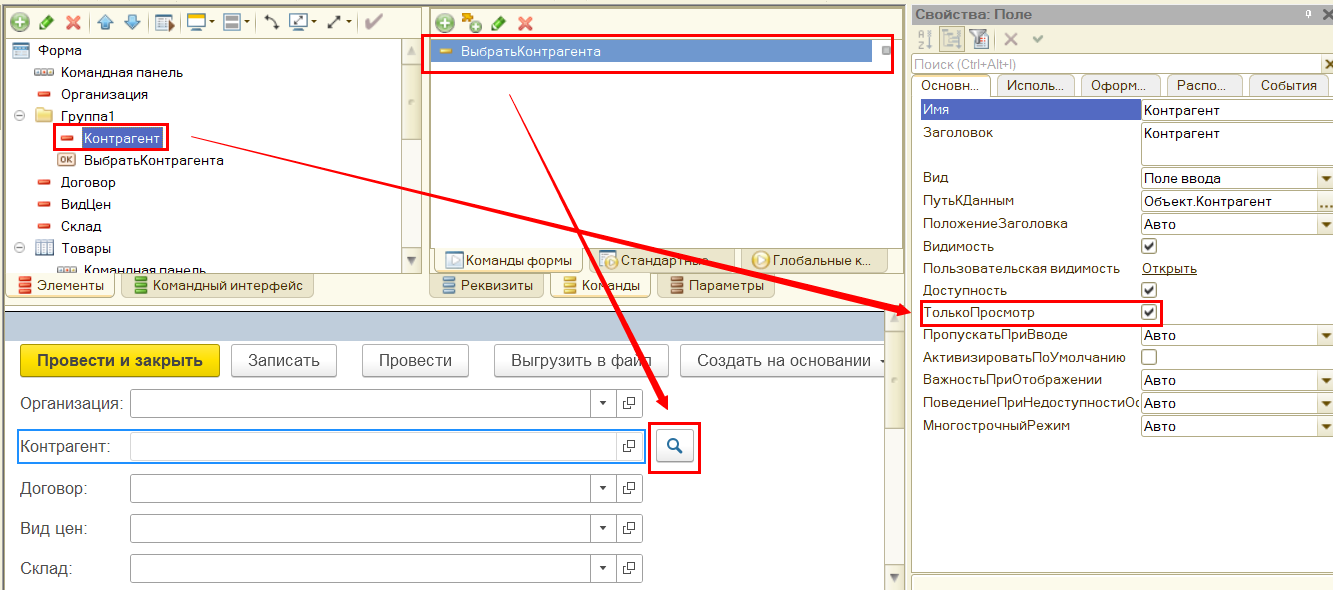 Форма
Командная панель
Организация
Группа1
Контрагент
OK ВыбратьКонтрагента
Договор
ВидЦен
Склад
Товары
Командная панель
Элементы
Командный интерфейс
ВыбратьКонтрагента
Команды формы
Стандартные
Глобальные к...
Реквизиты
Команды
Параметры
Провести и закрыть
Записать
Провести
Выгрузить в файл
Создать на основании
Организация:
Контрагент:
Договор:
Вид цен:
Склад:
Свойства: Поле
Поиск (Ctrl+Alt+I)
Основн...
Исполь...
Оформ...
Распо...
События
Имя Контрагент
Заголовок Контрагент
Вид Поле ввода
ПутьКДанным Объект.Контрагент ...
ПоложениеЗаголовка Авто
Видимость
Пользовательская видимость Открыть
Доступность
ТолькоПросмотр
ПропускатьПриВводе Авто
АктивизироватьПоУмолчанию
ВажностьПриОтображении Авто
ПоведениеПриНедоступностиОс Авто
МногострочныйРежим Авто